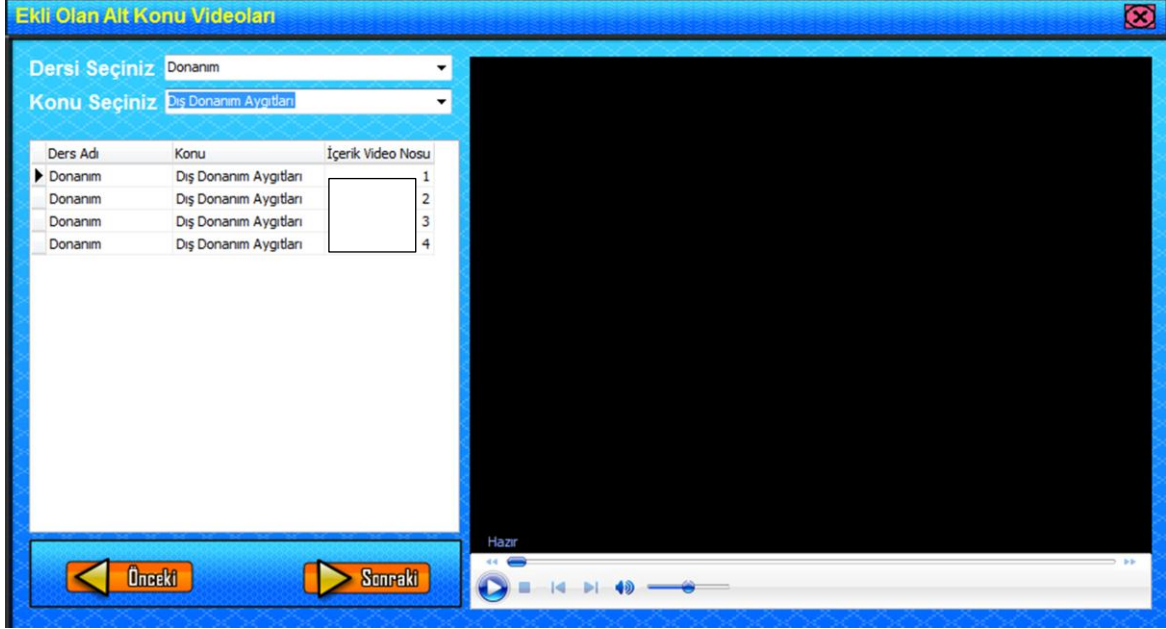 Ekli Olan Alt Konu Videoları
Dersi Seçiniz Donanım
Konu Seçiniz Dış Donanım Aygıtları
Ders Adı Konu İçerik Video Nosu
Donanım Dış Donanım Aygıtları 1
Donanım Dış Donanım Aygıtları 2
Donanım Dış Donanım Aygıtları 3
Donanım Dış Donanım Aygıtları 4
Hazır
Önceki Sonraki